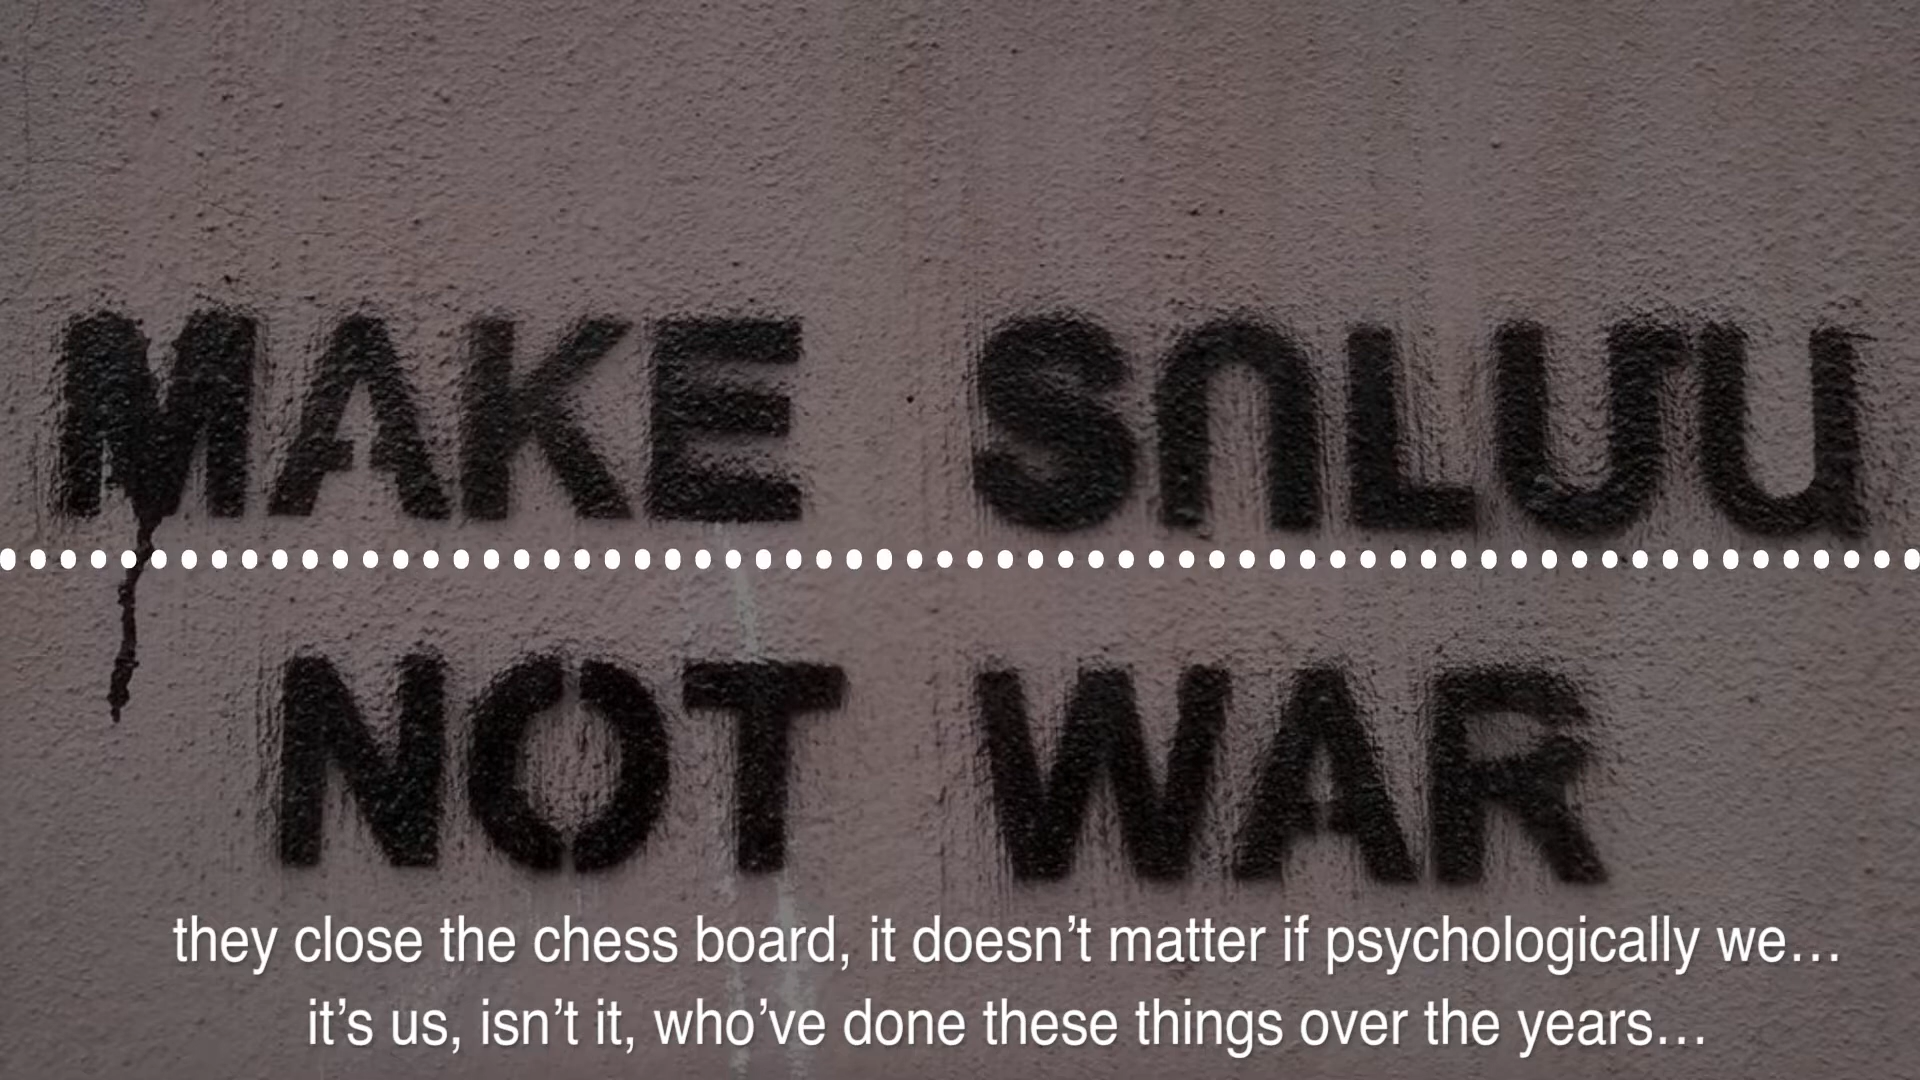 MAKE SՈLՍՍ
NOT WAR
they close the chess board, it doesn’t matter if psychologically we…
it’s us, isn’t it, who’ve done these things over the years…